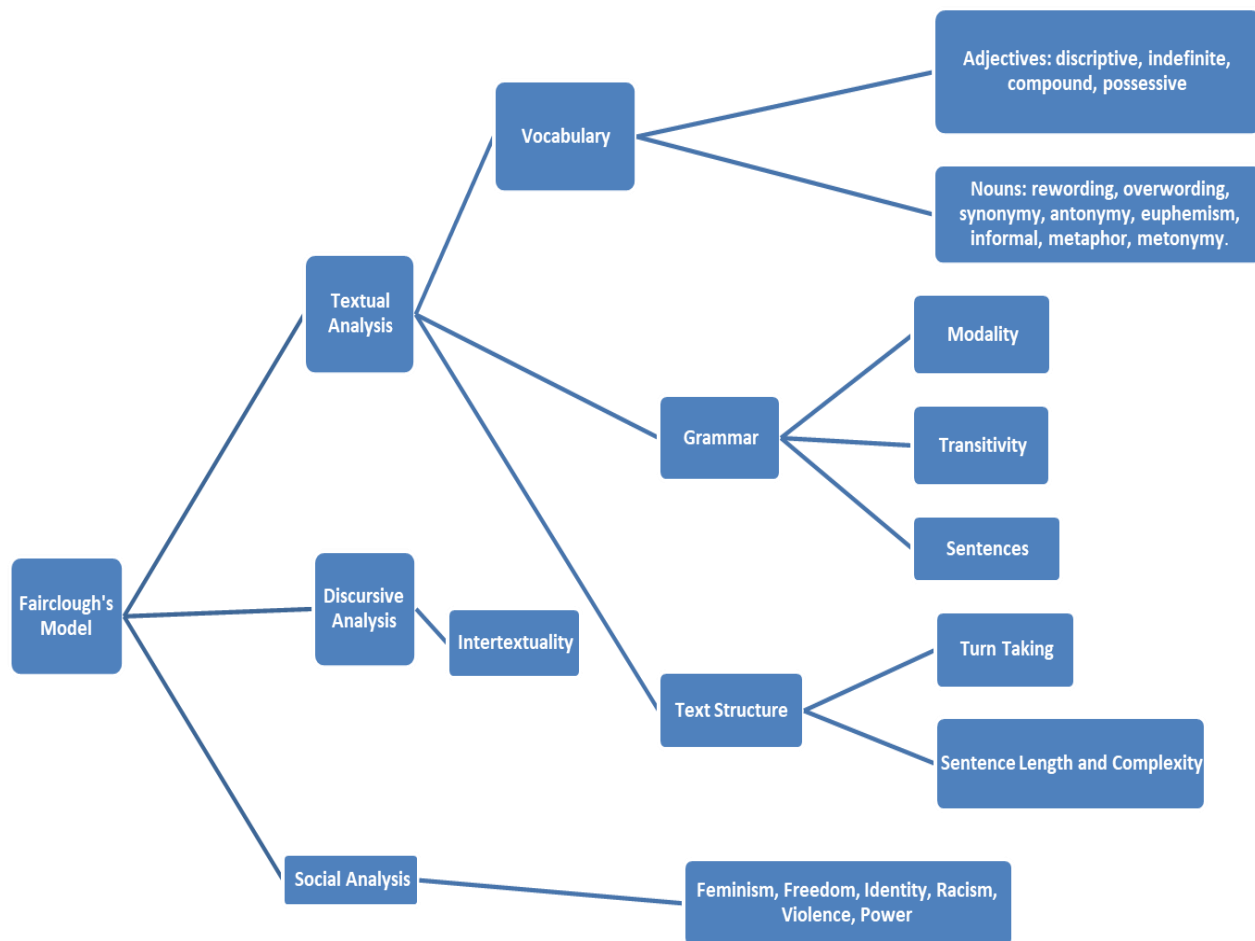 Adjectives: discriptive, indefinite,
compound, possessive
Vocabulary
Nouns: rewording, overwording,
synonymy, antonymy, euphemism,
informal, metaphor, metonymy.
Textual
Analysis
Modality
Grammar
Transitivity
Sentences
Fairclough's
Model
Discursive
Analysis
Intertextuality
Turn Taking
Text Structure
Sentence Length and Complexity
Social Analysis
Feminism, Freedom, Identity, Racism,
Violence, Power